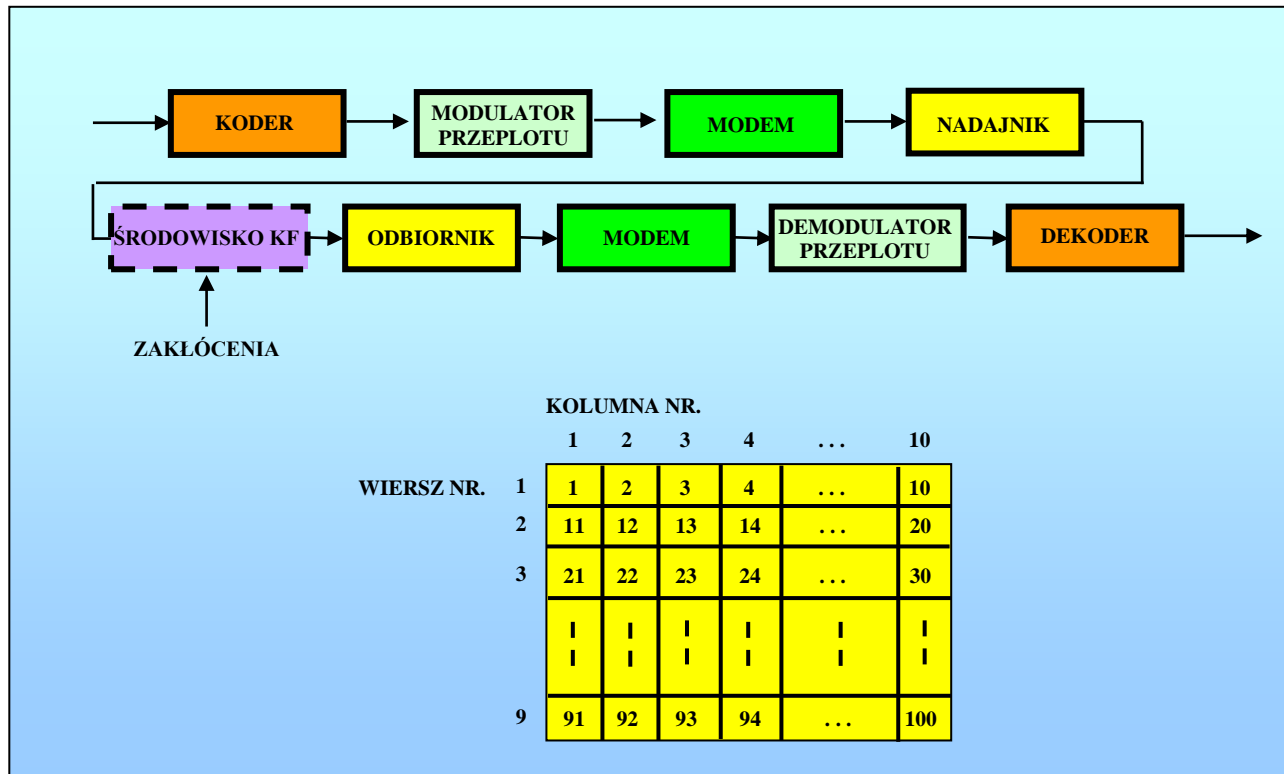 KODER
MODULATOR
PRZEPLOTU
MODEM
NADAJNIK
ŚRODOWISKO KF
ODBIORNIK
MODEM
DEMODULATOR
PRZEPLOTU
DEKODER
ZAKŁÓCENIA
KOLUMNA NR.
1 2 3 4 . . . 10
WIERSZ NR. 1 1 2 3 4 . . . 10
2 11 12 13 14 . . . 20
3 21 22 23 24 . . . 30
9 91 92 93 94 . . . 100